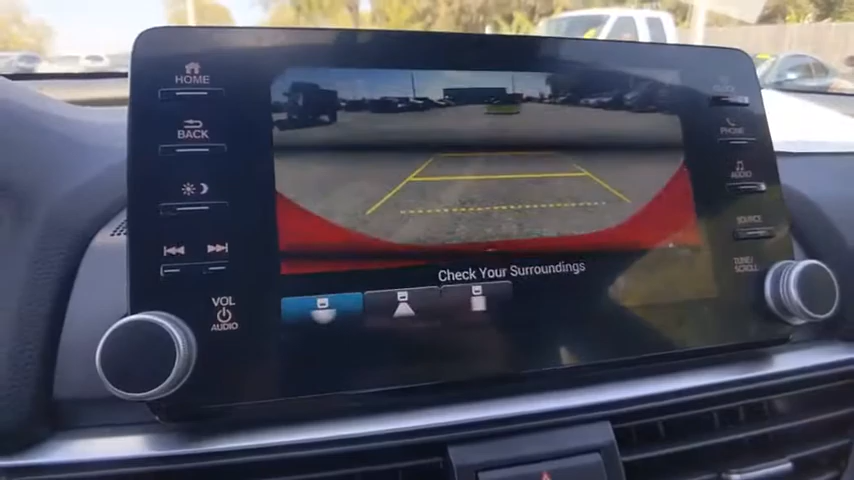 HOME
BACK
VOL
AUDIO
Check Your Surroundings
PHONE
AUDIO
SOURCE
TUNE/
SCROLL